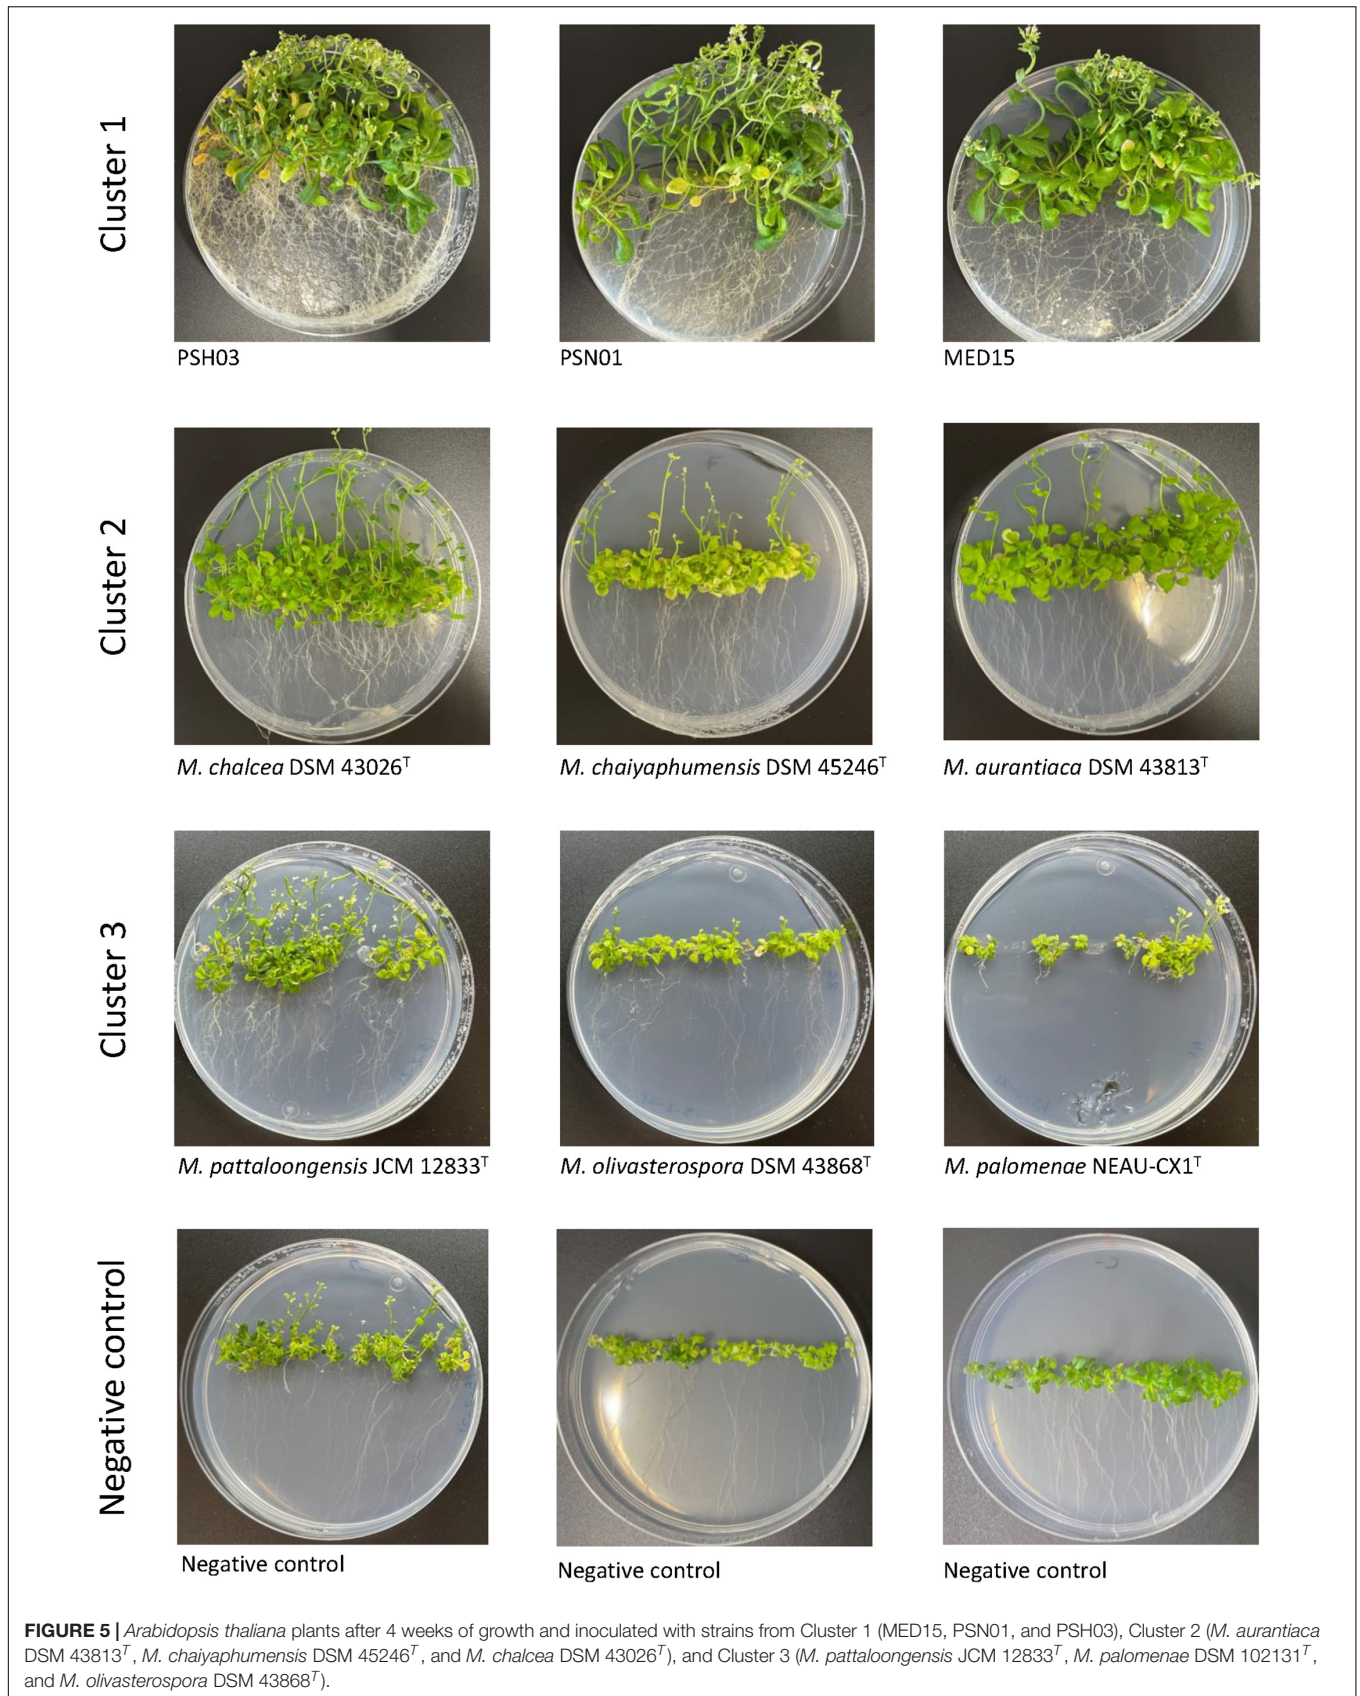 Cluster 1
PSH03
PSN01
MED15
Cluster 2
M. chalcea DSM 43026ᵀ
M. chaiyaphumensis DSM 45246ᵀ
M. aurantiaca DSM 43813ᵀ
Cluster 3
M. pattaloongensis JCM 12833ᵀ
M. olivasterospora DSM 43868ᵀ
M. palomenae NEAU-CX1ᵀ
Negative control
Negative control
Negative control
Negative control
FIGURE 5 | Arabidopsis thaliana plants after 4 weeks of growth and inoculated with strains from Cluster 1 (MED15, PSN01, and PSH03), Cluster 2 (M. aurantiaca
DSM 43813ᵀ, M. chaiyaphumensis DSM 45246ᵀ, and M. chalcea DSM 43026ᵀ), and Cluster 3 (M. pattaloongensis JCM 12833ᵀ, M. palomenae DSM 102131ᵀ,
and M. olivasterospora DSM 43868ᵀ).